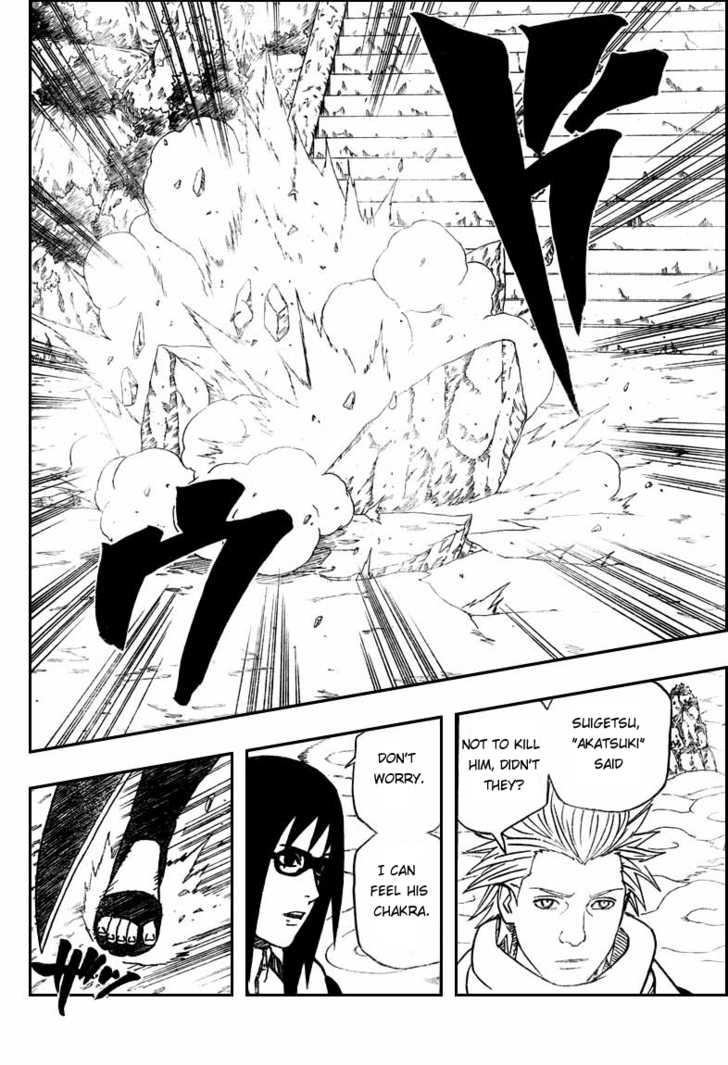 ドウ
SUIGETSU,
"AKATSUKI"
SAID
NOT TO KILL
HIM, DIDN'T
THEY?
DON'T
WORRY.
I CAN
FEEL HIS
CHAKRA.